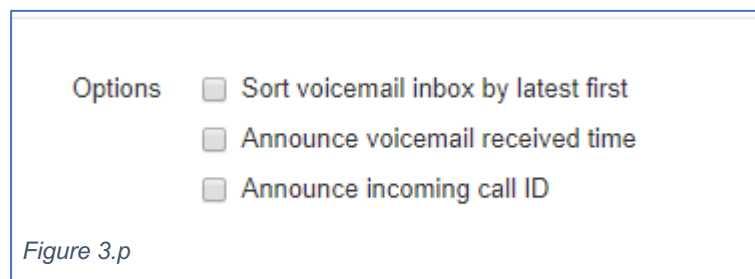 Options Sort voicemail inbox by latest first
Announce voicemail received time
Announce incoming call ID
Figure 3.p